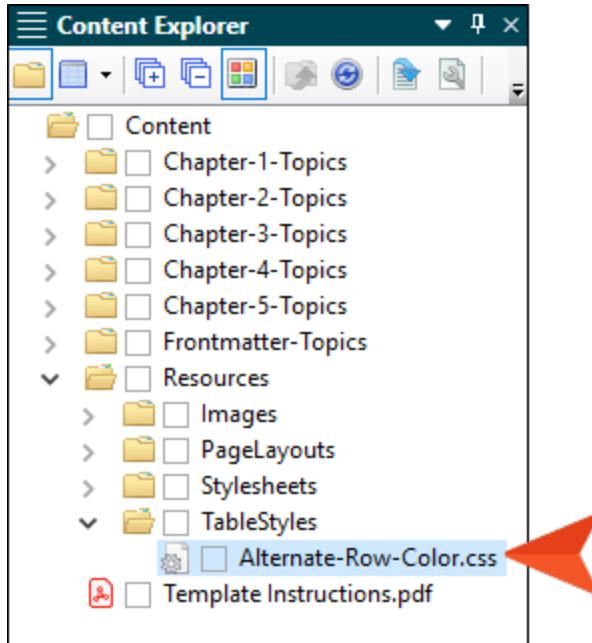 Content Explorer
Content
Chapter-1-Topics
Chapter-2-Topics
Chapter-3-Topics
Chapter-4-Topics
Chapter-5-Topics
Frontmatter-Topics
Resources
Images
PageLayouts
Stylesheets
TableStyles
Alternate-Row-Color.css
Template Instructions.pdf